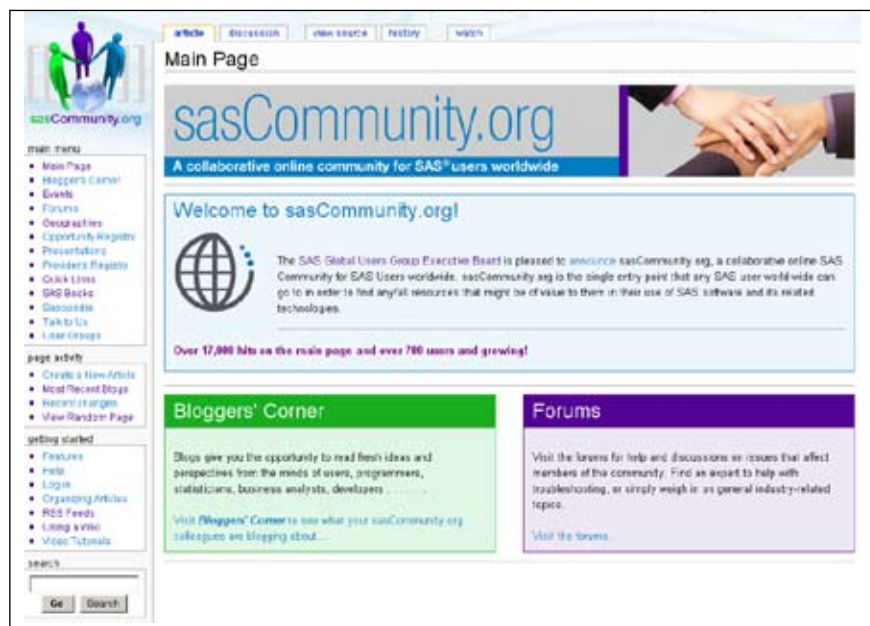 article discussion view source history watch
Main Page
sasCommunity.org
main menu
Main Page
Bloggers' Corner
Events
Forums
Geographies
Opportunity Registry
Presentations
Providers Registry
Quick Links
SAS Books
Sasopedia
Talk to Us
User Groups
page activity
Create a New Article
Most Recent Blogs
Recent changes
View Random Page
getting started
Features
Help
Log in
Organizing Articles
RSS Feeds
Using a Wiki
Video Tutorials
search
Go Search
sasCommunity.org
A collaborative online community for SAS® users worldwide
Welcome to sasCommunity.org!
The SAS Global Users Group Executive Board is pleased to announce sasCommunity.org, a collaborative online SAS
Community for SAS Users worldwide. sasCommunity.org is the single entry point that any SAS user world-wide can
go to in order to find any/all resources that might be of value to them in their use of SAS software and its related
technologies.
Over 17,000 hits on the main page and over 700 users and growing!
Bloggers' Corner
Blogs give you the opportunity to read fresh ideas and
perspectives from the minds of users, programmers,
statisticians, business analysts, developers . . . . . . . .
Visit Bloggers' Corner to see what your sasCommunity.org
colleagues are blogging about...
Forums
Visit the forums for help and discussions on issues that affect
members of the community. Find an expert to help with
troubleshooting, or simply weigh in on general industry-related
topics.
Visit the forums...